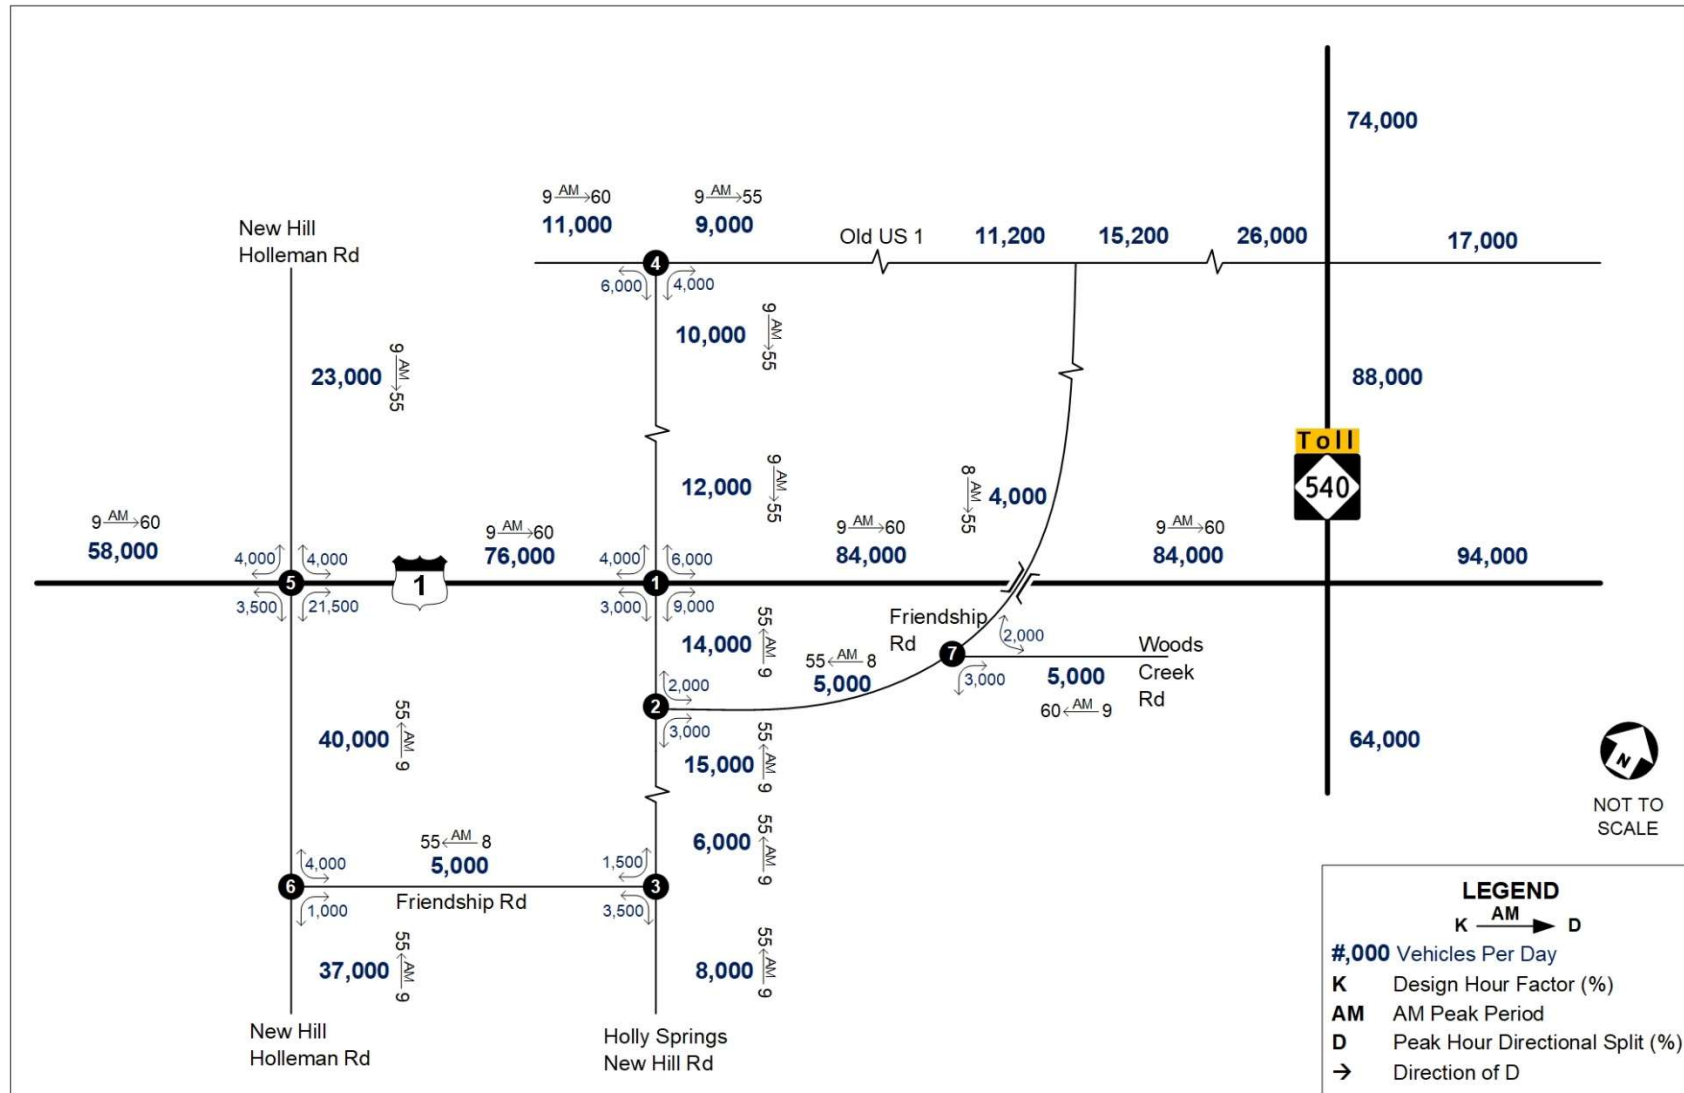 74,000
9 AM 60
11,000
9 AM 55
9,000
New Hill
Holleman Rd
Old US 1
11,200
15,200
26,000
17,000
4
6,000
4,000
10,000
9 AM 55
23,000
9 AM 55
88,000
Toll
540
12,000
9 AM 55
8 AM 55
4,000
9 AM 60
58,000
9 AM 60
76,000
9 AM 60
84,000
9 AM 60
84,000
94,000
4,000
4,000
4,000
6,000
5
1
1
3,500
21,500
3,000
9,000
14,000
55 AM 9
Friendship
Rd
2,000
Woods
Creek
Rd
7
55 AM 8
5,000
3,000
5,000
60 AM 9
2,000
2
3,000
40,000
55 AM 9
15,000
55 AM 9
64,000
N
NOT TO
SCALE
55 AM 8
5,000
6,000
55 AM 9
4,000
1,500
6
3
Friendship Rd
1,000
3,500
37,000
55 AM 9
8,000
55 AM 9
New Hill
Holleman Rd
Holly Springs
New Hill Rd
LEGEND
K AM D
#,000 Vehicles Per Day
K Design Hour Factor (%)
AM AM Peak Period
D Peak Hour Directional Split (%)
→ Direction of D